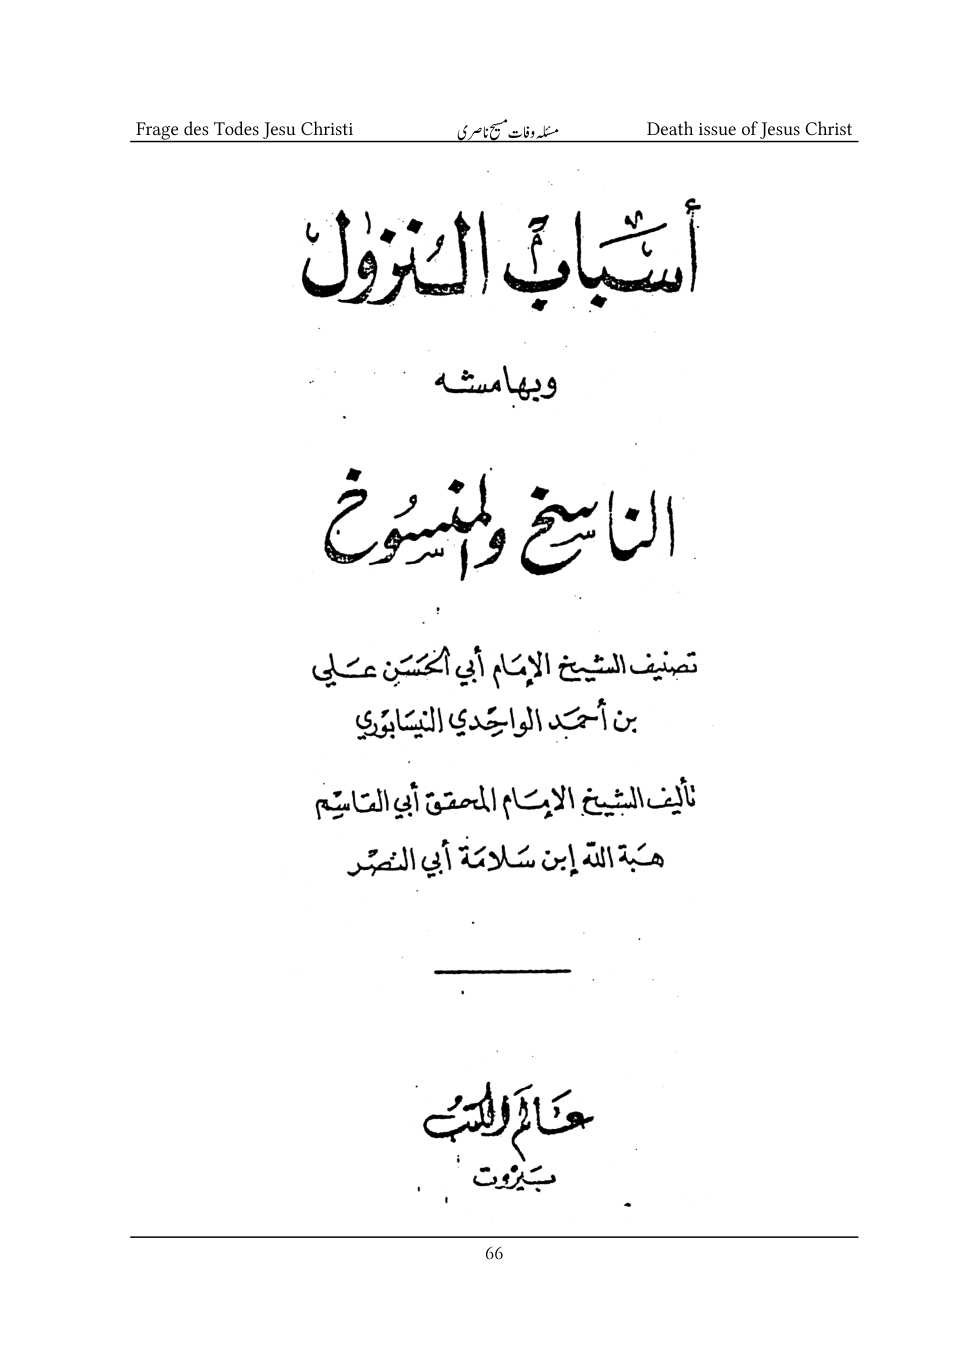 Frage des Todes Jesu Christi مسئلہ وفات مسیح ناصری Death issue of Jesus Christ
أسباب النزول
وبهامشه
الناسخ والمنسوخ
تصنيف الشيخ الإمام أبي الحسن علي
بن أحمد الواحدي النيسابوري
تأليف الشيخ الإمام المحقق أبي القاسم
هبة الله إبن سلامة أبي النصر
عالم الكتب
بيروت
66